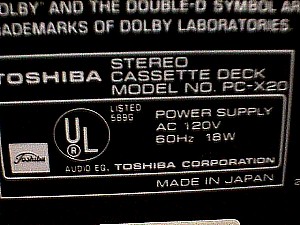 OLBY" AND THE DOUBLE-D SYMBOL AR
ADEMARKS OF DOLBY LABORATORIES.
TOSHIBA
STEREO
CASSETTE DECK
MODEL NO. PC-X20
LISTED
589G
UL
®
POWER SUPPLY
AC 120V
60Hz 18W
Toshiba
AUDIO EQ. TOSHIBA CORPORATION
MADE IN JAPAN